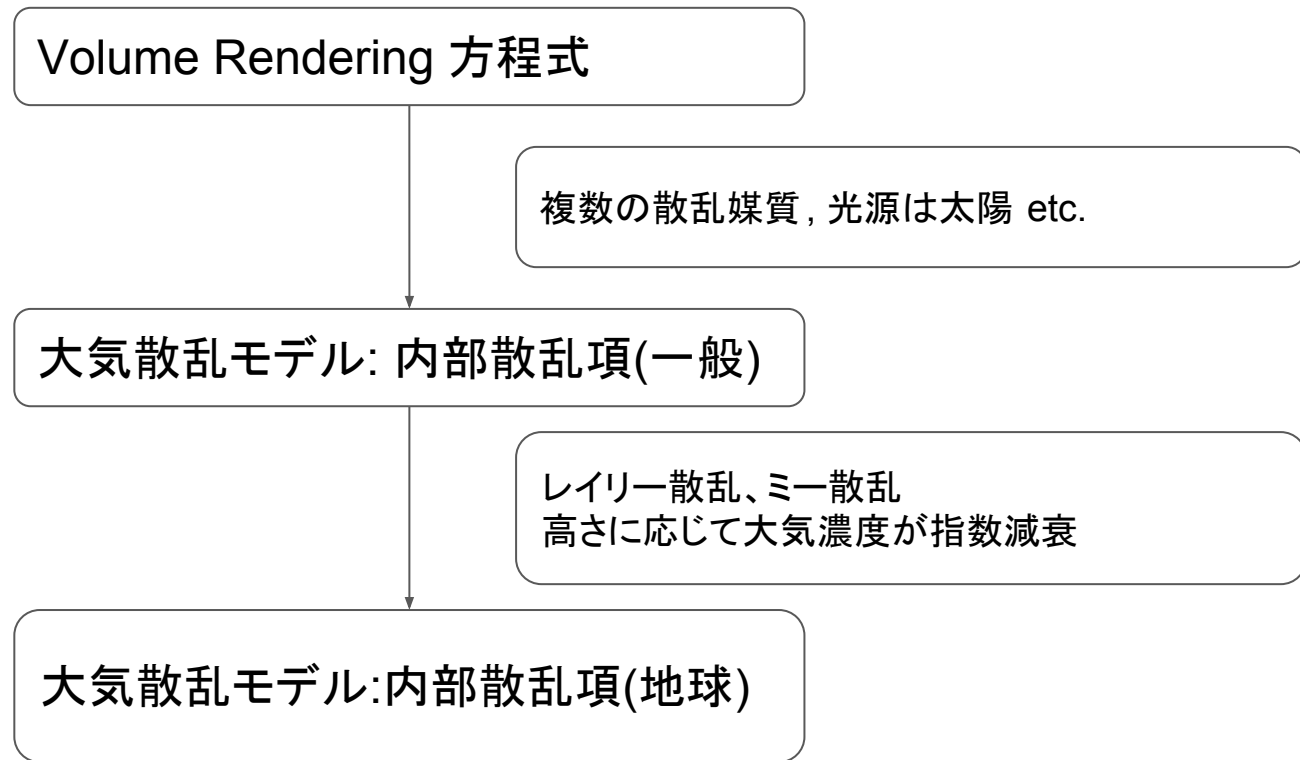 Volume Rendering 方程式
複数の散乱媒質, 光源は太陽 etc.
大気散乱モデル: 内部散乱項(一般)
レイリー散乱、ミー散乱
高さに応じて大気濃度が指数減衰
大気散乱モデル:内部散乱項(地球)